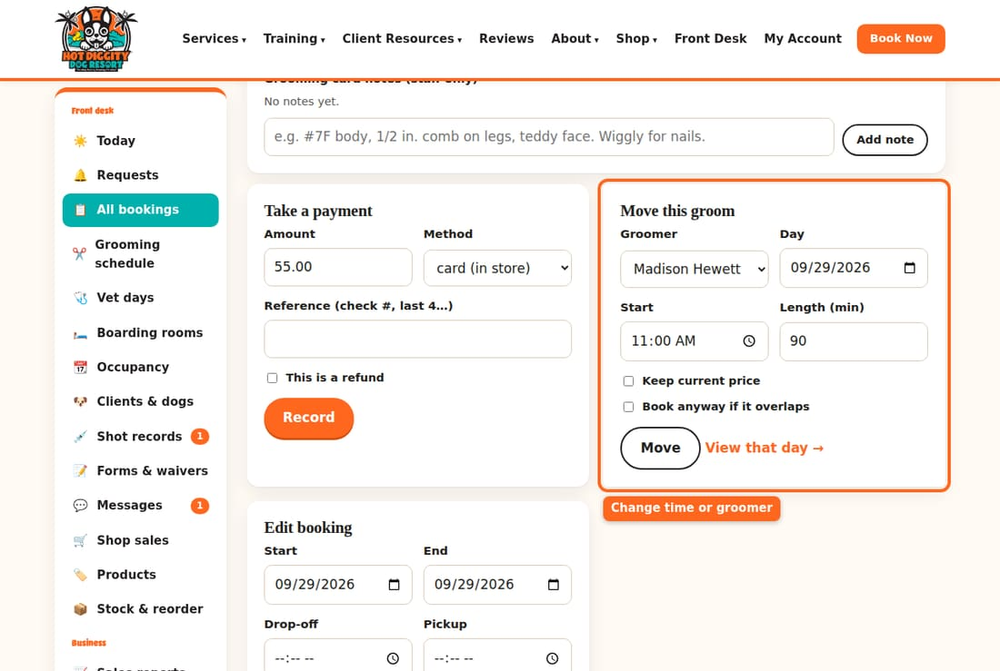 HOT DIGGITY
DOG RESORT
Services
Training
Client Resources
Reviews
About
Shop
Front Desk
My Account
Book Now
Front desk
Today
Requests
All bookings
Grooming
schedule
Vet days
Boarding rooms
Occupancy
Clients & dogs
Shot records 1
Forms & waivers
Messages 1
Shop sales
Products
Stock & reorder
Business
Sales reports
Grooming card notes (staff only)
No notes yet.
e.g. #7F body, 1/2 in. comb on legs, teddy face. Wiggly for nails.
Add note
Take a payment
Amount Method
55.00 card (in store)
Reference (check #, last 4…)
This is a refund
Record
Move this groom
Groomer Day
Madison Hewett 09/29/2026
Start Length (min)
11:00 AM 90
Keep current price
Book anyway if it overlaps
Move View that day →
Change time or groomer
Edit booking
Start End
09/29/2026 09/29/2026
Drop-off Pickup
--:-- -- --:-- --